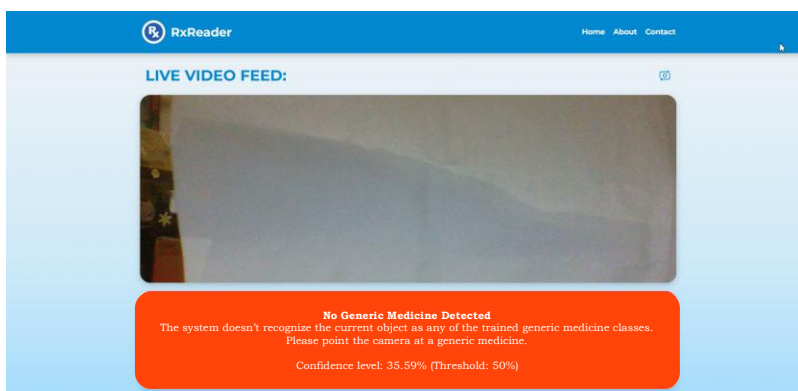 Rx RxReader
Home About Contact
LIVE VIDEO FEED:
No Generic Medicine Detected
The system doesn't recognize the current object as any of the trained generic medicine classes.
Please point the camera at a generic medicine.
Confidence level: 35.59% (Threshold: 50%)